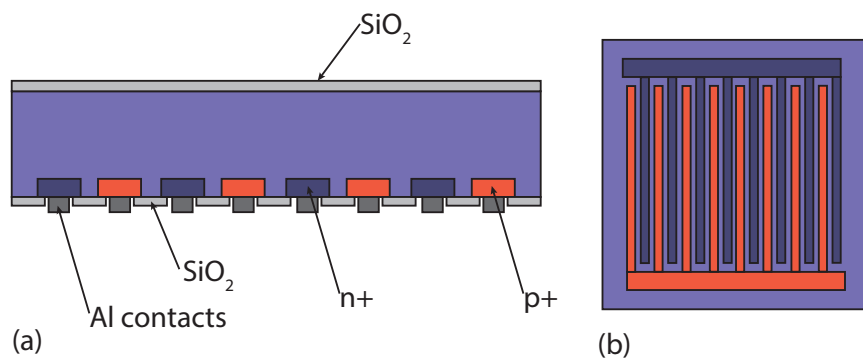 SiO₂
SiO₂
n+
p+
Al contacts
(a)
(b)